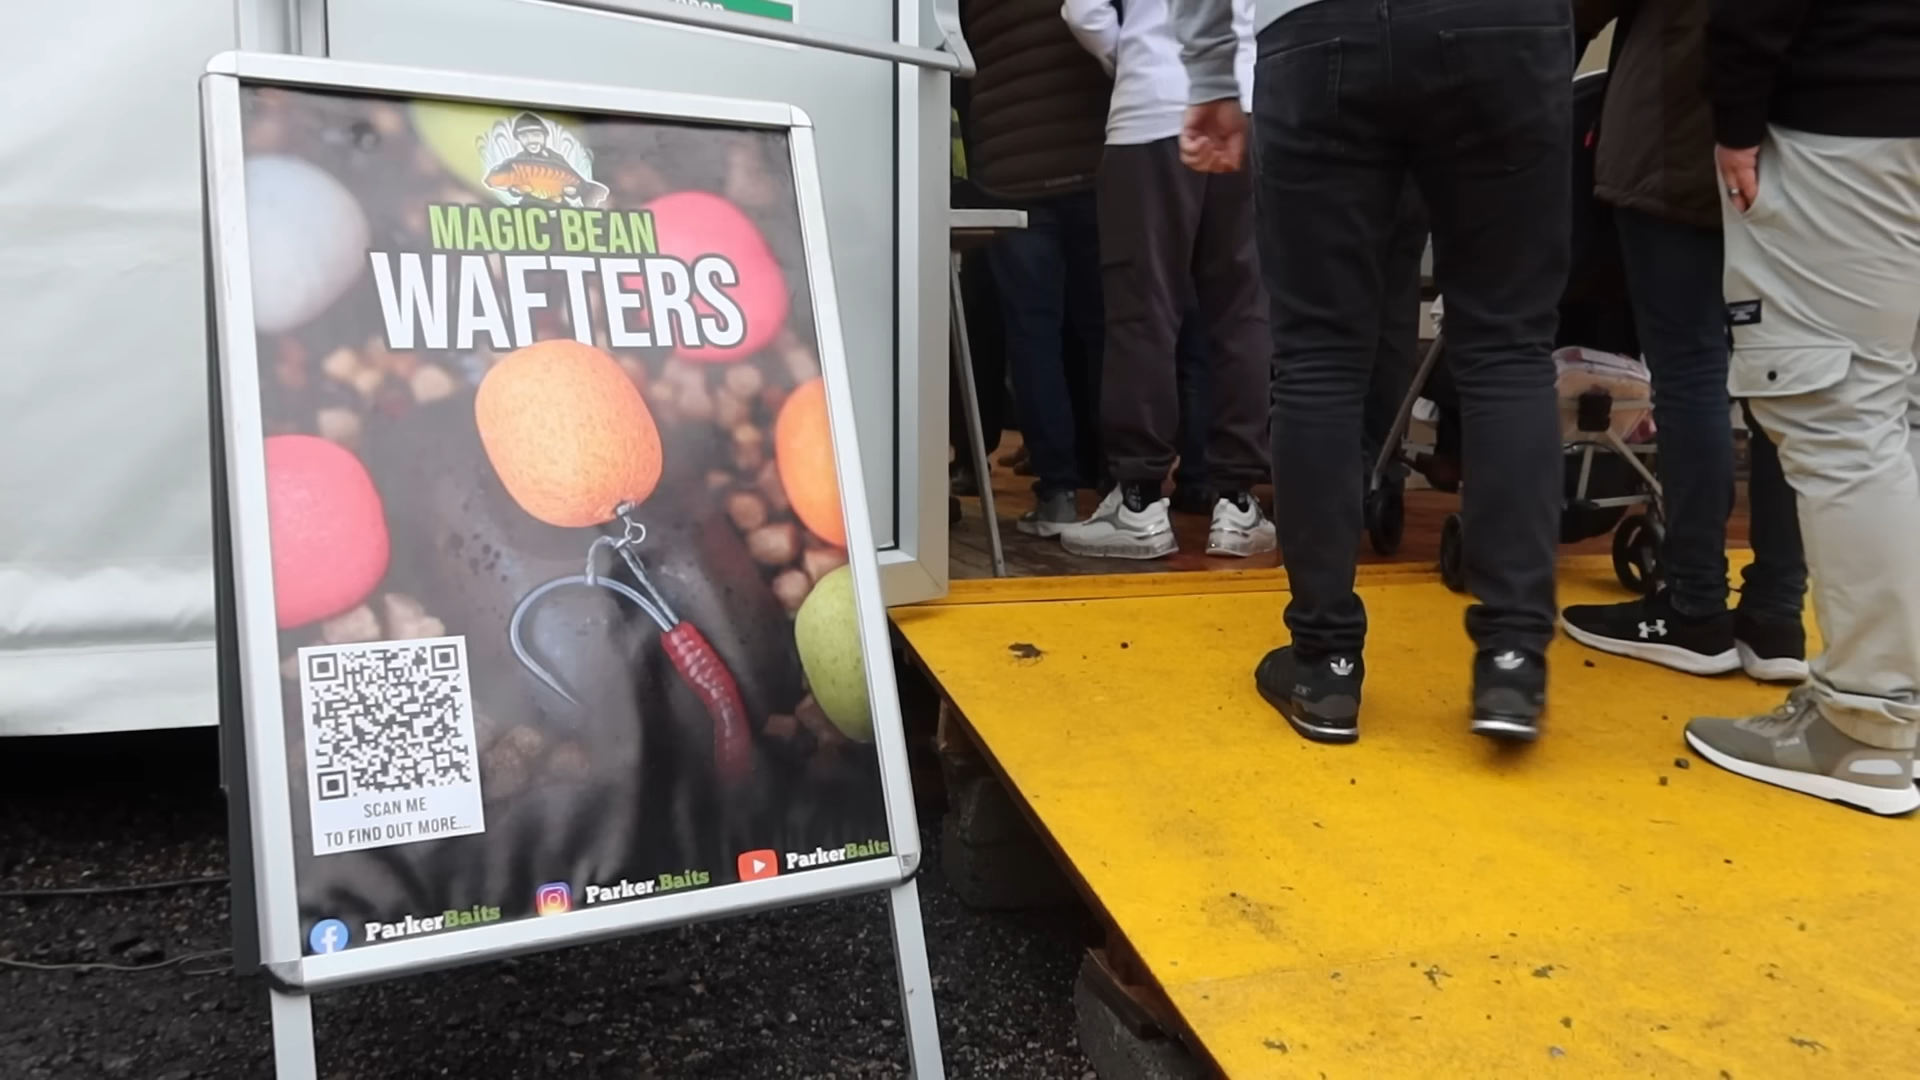 MAGIC BEAN
WAFTERS
SCAN ME
TO FIND OUT MORE...
ParkerBaits
Parker.Baits
ParkerBaits